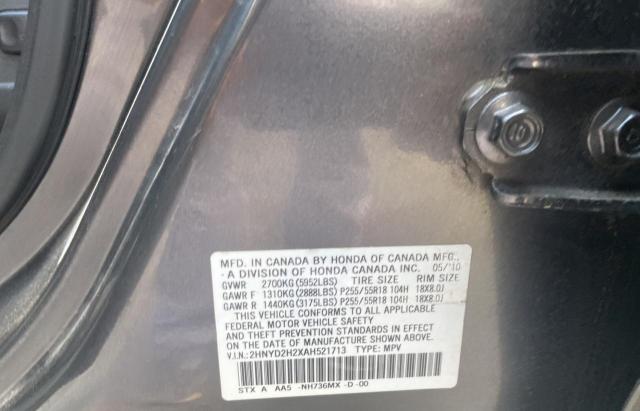 MFD. IN CANADA BY HONDA OF CANADA MFG.,
- A DIVISION OF HONDA CANADA INC. 05/'10
GVWR 2700KG(5952LBS) TIRE SIZE RIM SIZE
GAWR F 1310KG(2888LBS) P255/55R18 104H 18X8.0J
GAWR R 1440KG(3175LBS) P255/55R18 104H 18X8.0J
THIS VEHICLE CONFORMS TO ALL APPLICABLE
FEDERAL MOTOR VEHICLE SAFETY
AND THEFT PREVENTION STANDARDS IN EFFECT
ON THE DATE OF MANUFACTURE SHOWN ABOVE.
V.I.N.: 2HNYD2H2XAH521713 TYPE: MPV
STX A AA5 -NH736MX -D -00